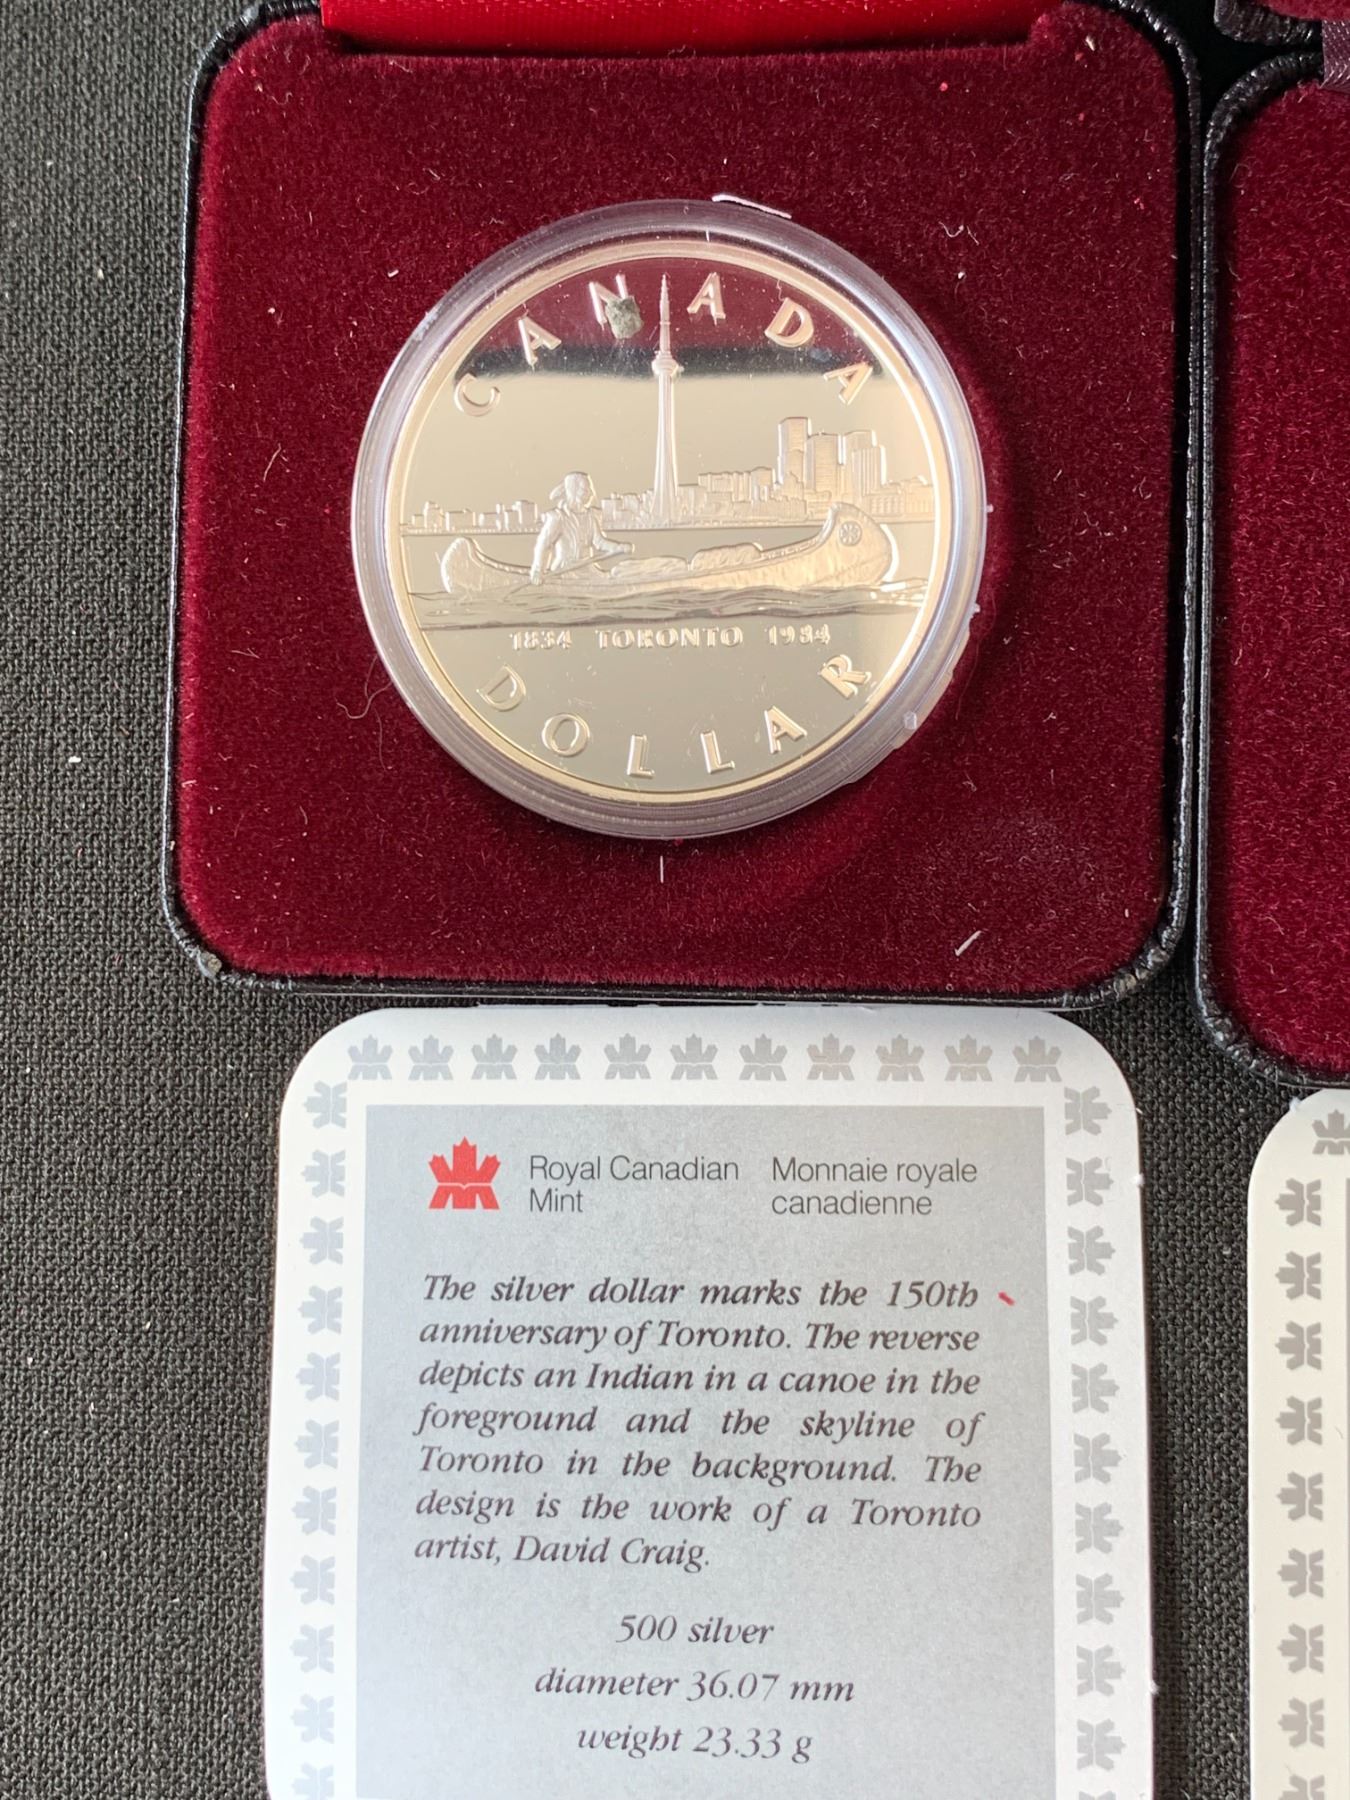 CANADA
1834 TORONTO 1984
DOLLAR
Royal Canadian Mint
Monnaie royale canadienne
The silver dollar marks the 150th
anniversary of Toronto. The reverse
depicts an Indian in a canoe in the
foreground and the skyline of
Toronto in the background. The
design is the work of a Toronto
artist, David Craig.
500 silver
diameter 36.07 mm
weight 23.33 g